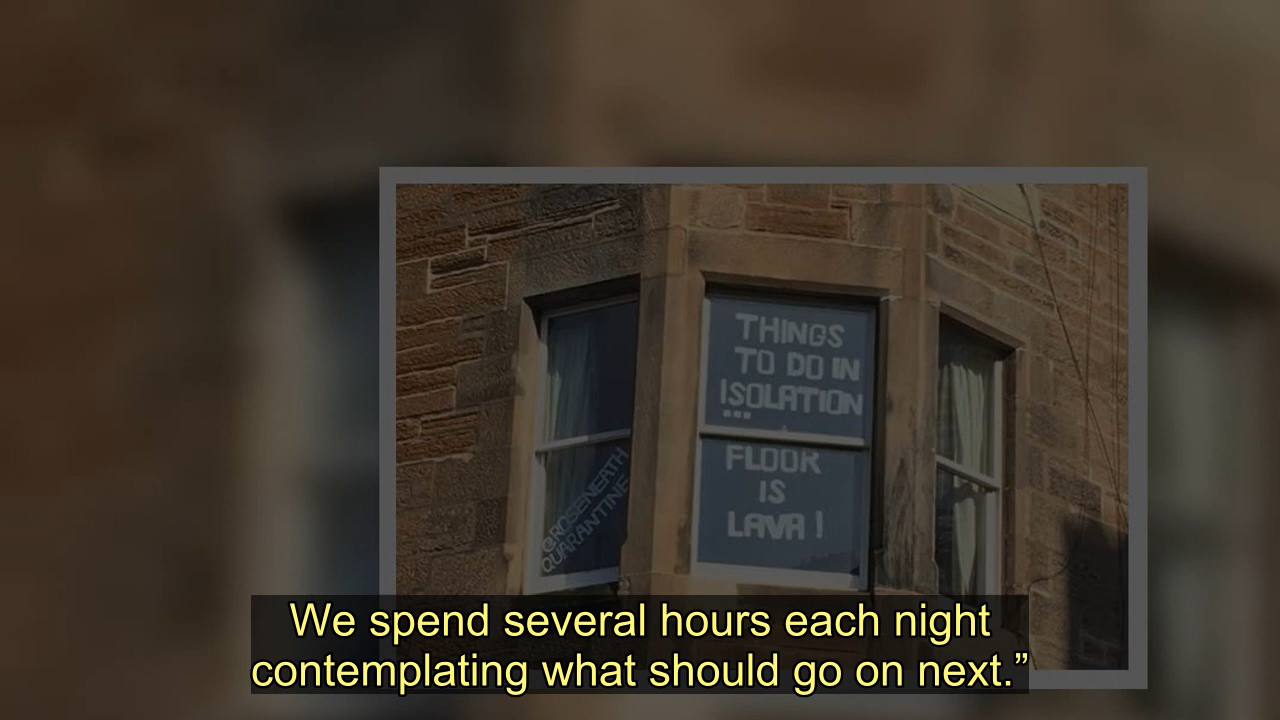 THINGS
TO DO IN
ISOLATION
...
FLOOR
IS
LAVA !
@ROSENEATH
QUARANTINE
We spend several hours each night
contemplating what should go on next.”